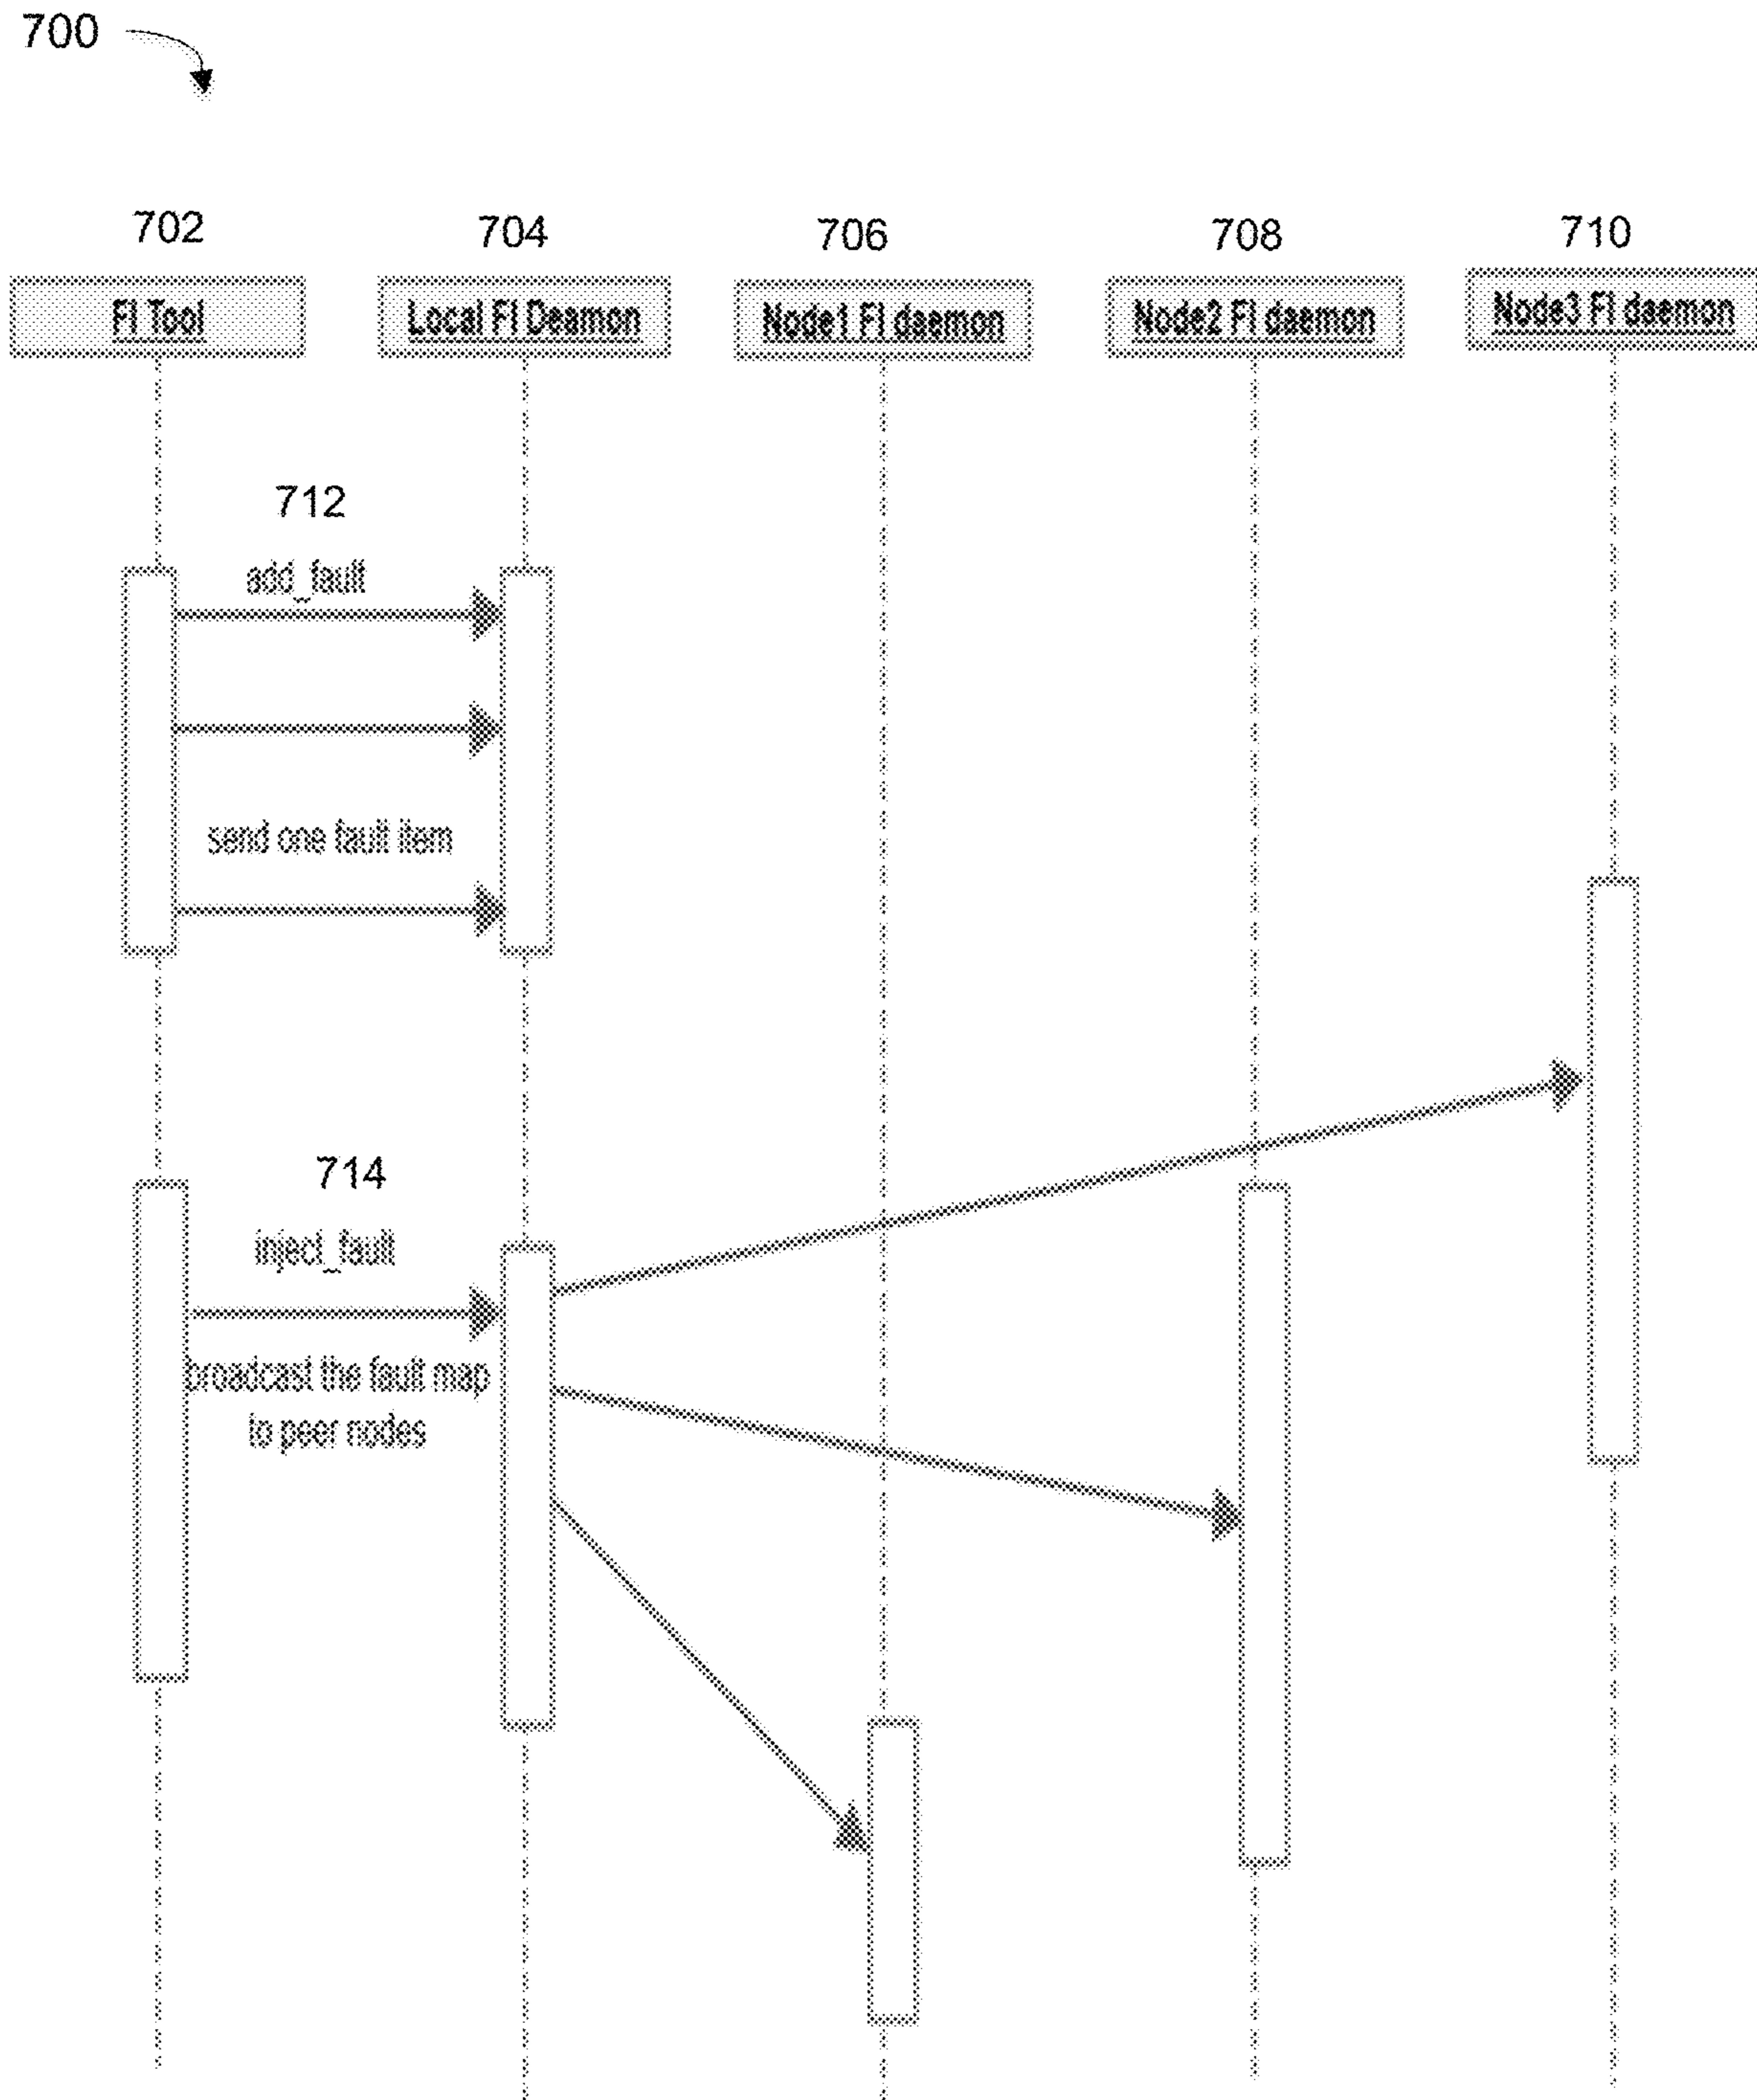 700
702
704
706
708
710
FI Tool
Local FI Deamon
Node1 FI daemon
Node2 FI daemon
Node3 FI daemon
712
add_fault
send one fault item
714
inject_fault
broadcast the fault map
to peer nodes